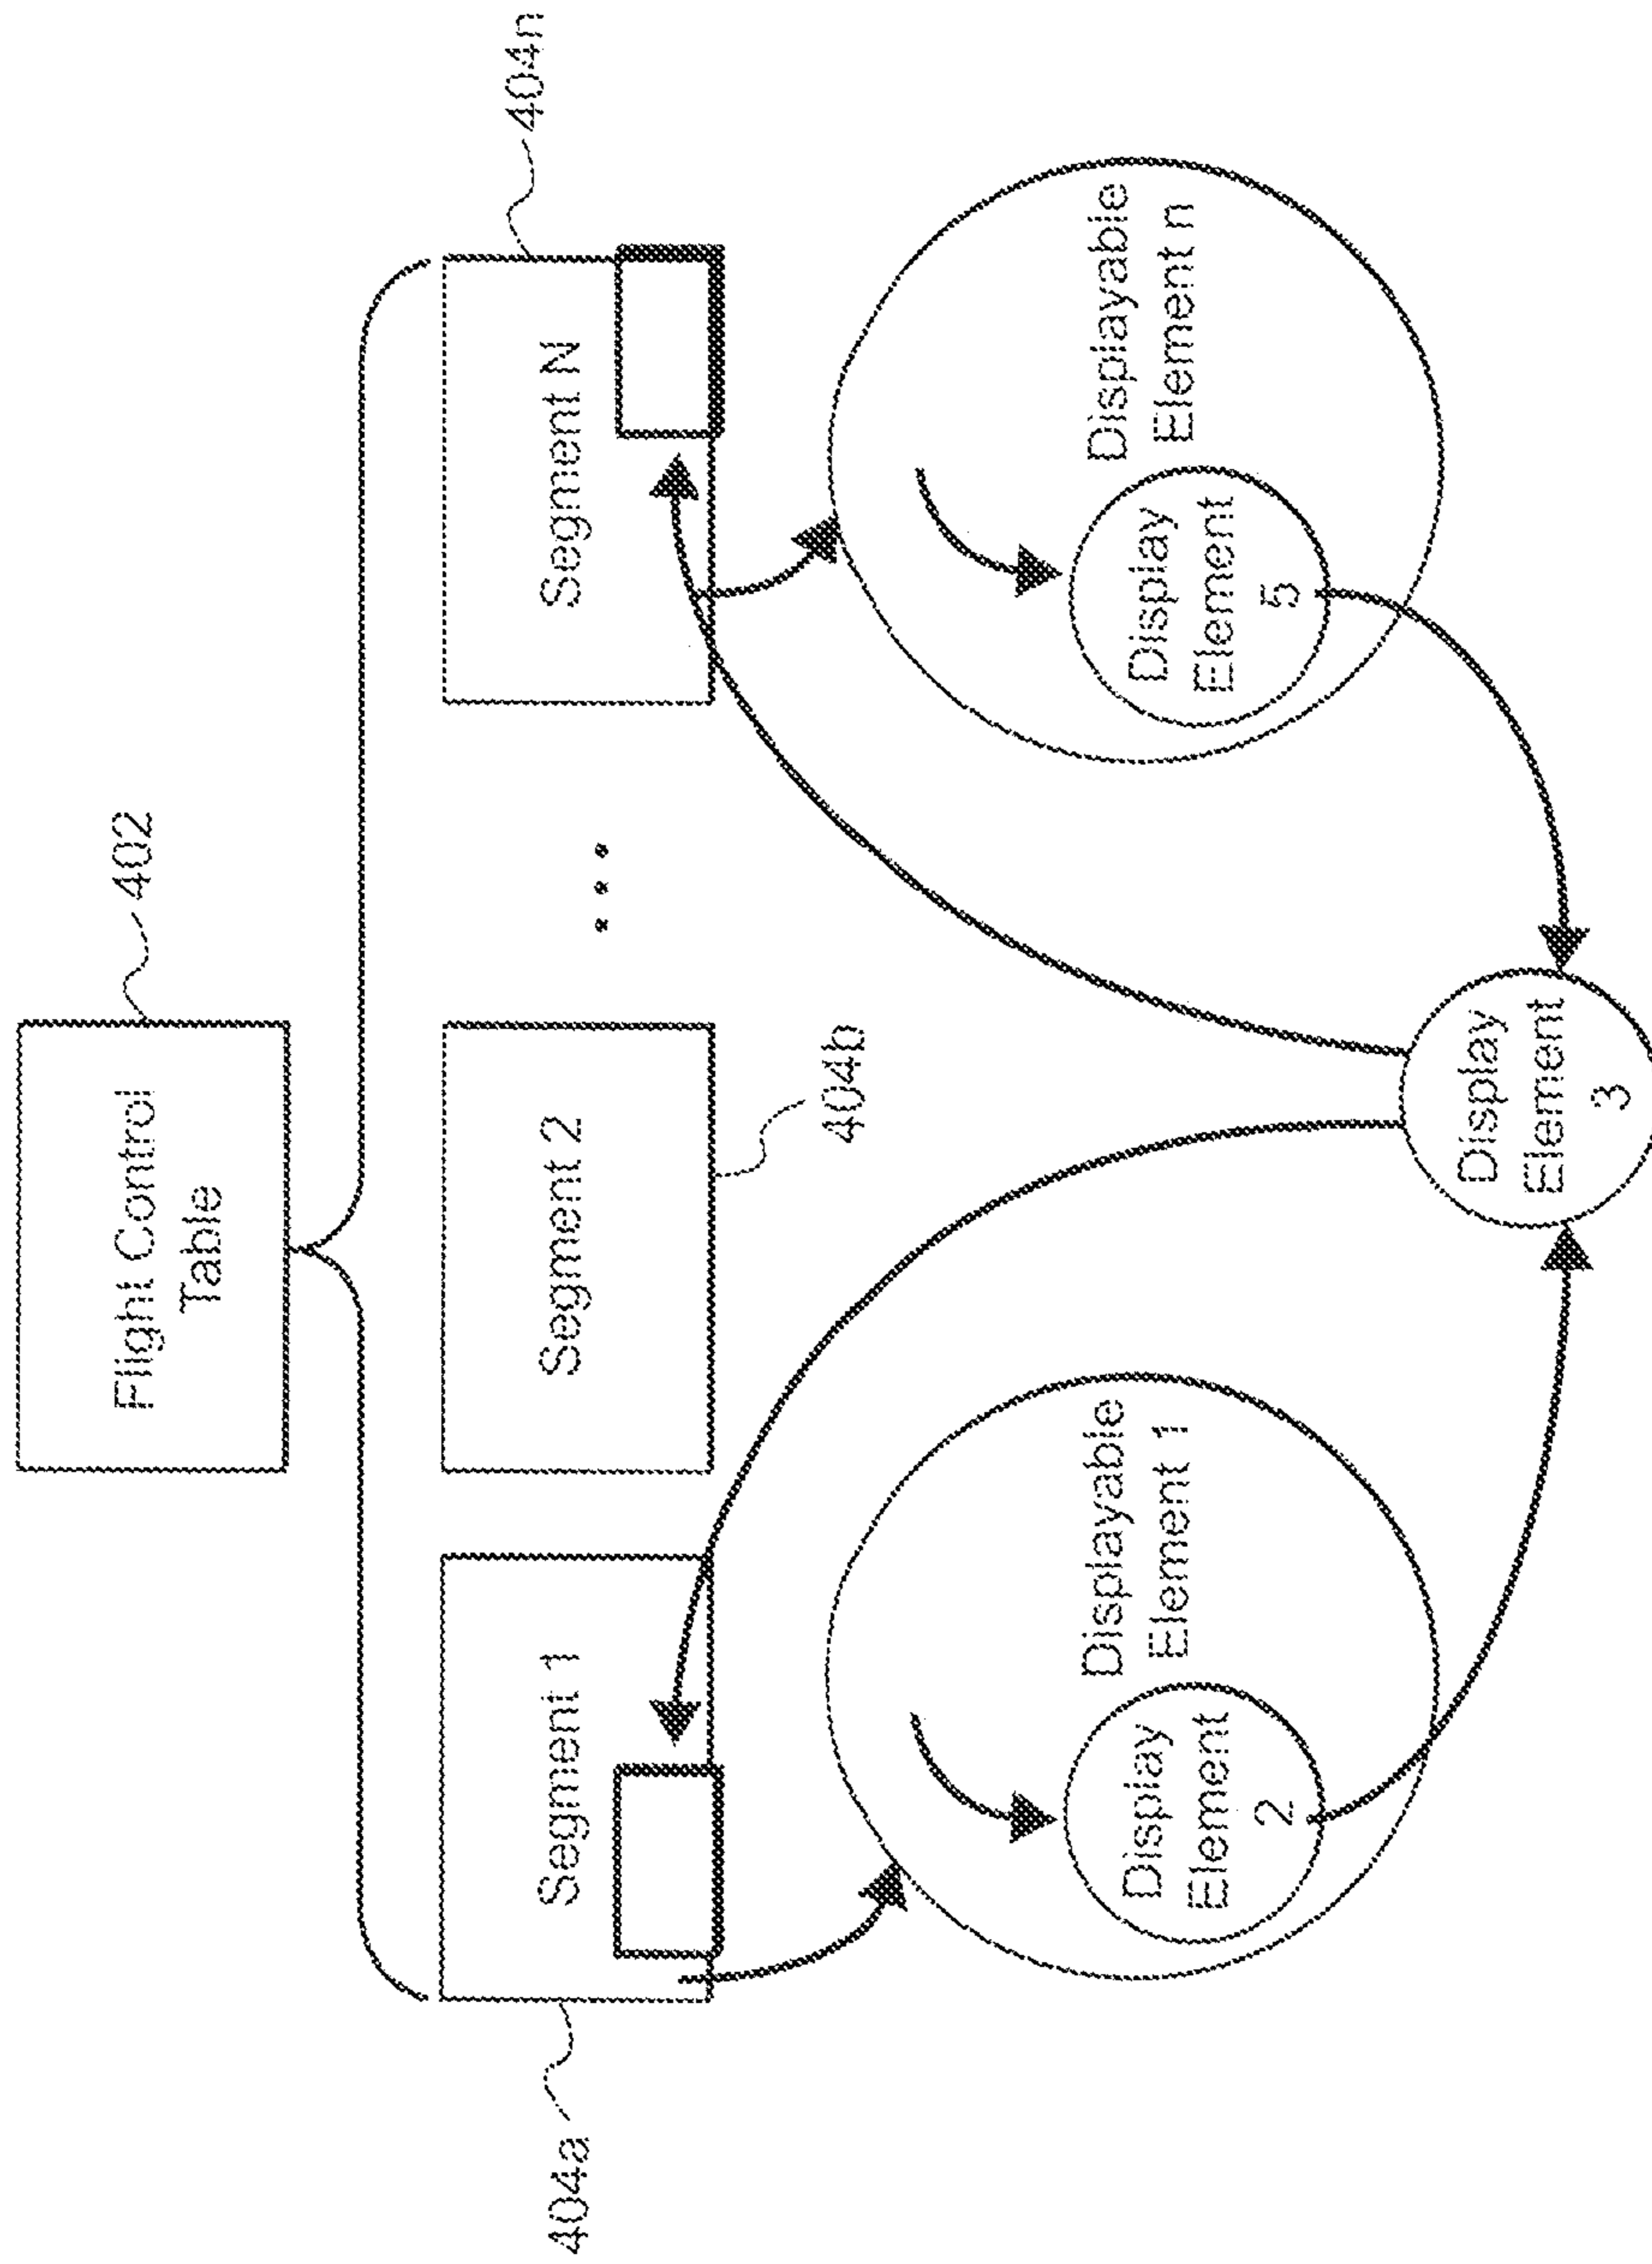 Flight Control
Table
402
404a
Segment 1
Segment 2
404b
Segment N
404n
Displayable
Element 1
Display
Element
2
Displayable
Element n
Display
Element
5
Display
Element
3